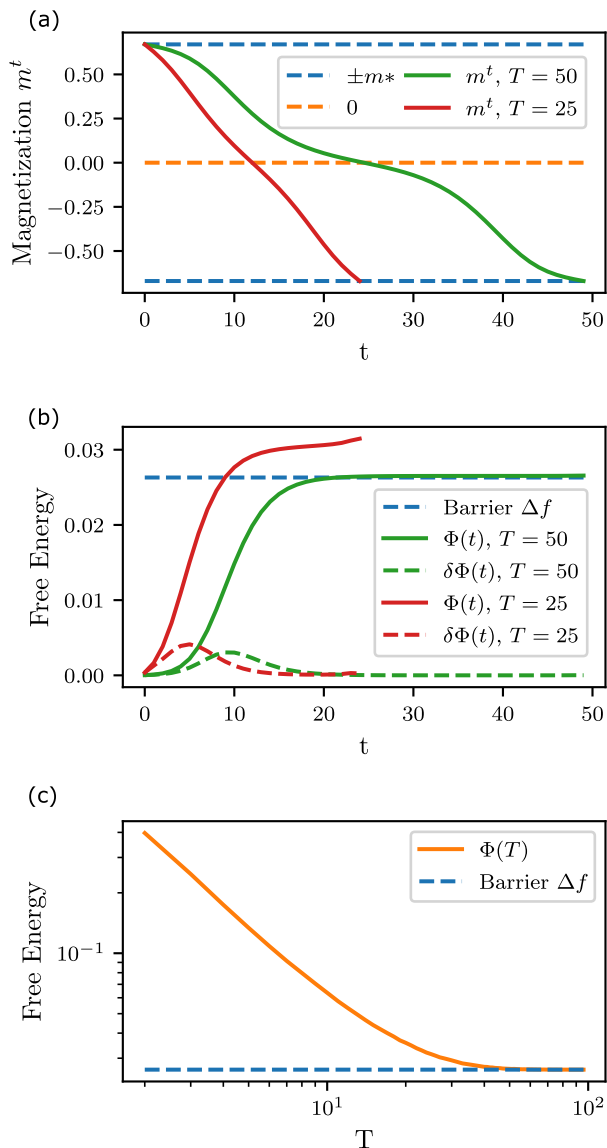 (a)
Magnetization m^t
0.50
0.25
0.00
−0.25
−0.50
±m∗
0
m^t, T = 50
m^t, T = 25
0 10 20 30 40 50
t
(b)
Free Energy
0.03
0.02
0.01
0.00
Barrier Δf
Φ(t), T = 50
δΦ(t), T = 50
Φ(t), T = 25
δΦ(t), T = 25
0 10 20 30 40 50
t
(c)
Free Energy
10^−1
Φ(T)
Barrier Δf
10^1 10^2
T